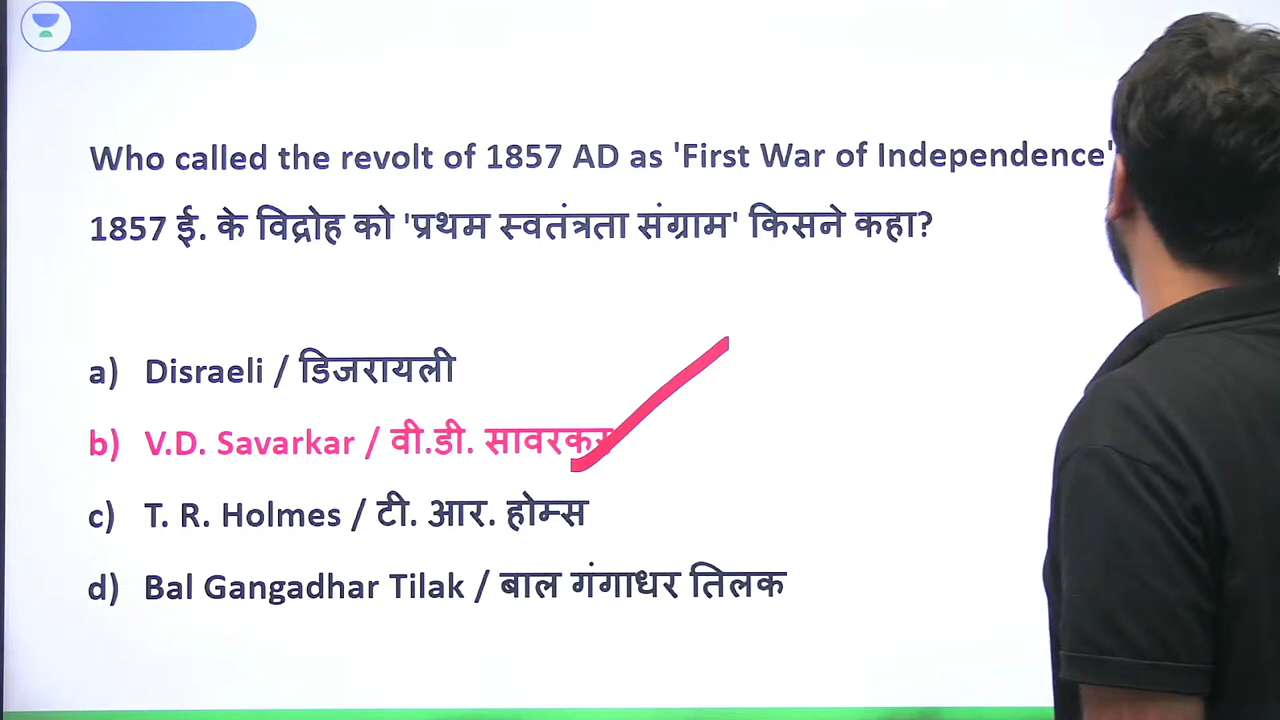 Who called the revolt of 1857 AD as 'First War of Independence'
1857 ई. के विद्रोह को 'प्रथम स्वतंत्रता संग्राम' किसने कहा?
a) Disraeli / डिजरायली
b) V.D. Savarkar / वी.डी. सावरकर
c) T. R. Holmes / टी. आर. होम्स
d) Bal Gangadhar Tilak / बाल गंगाधर तिलक